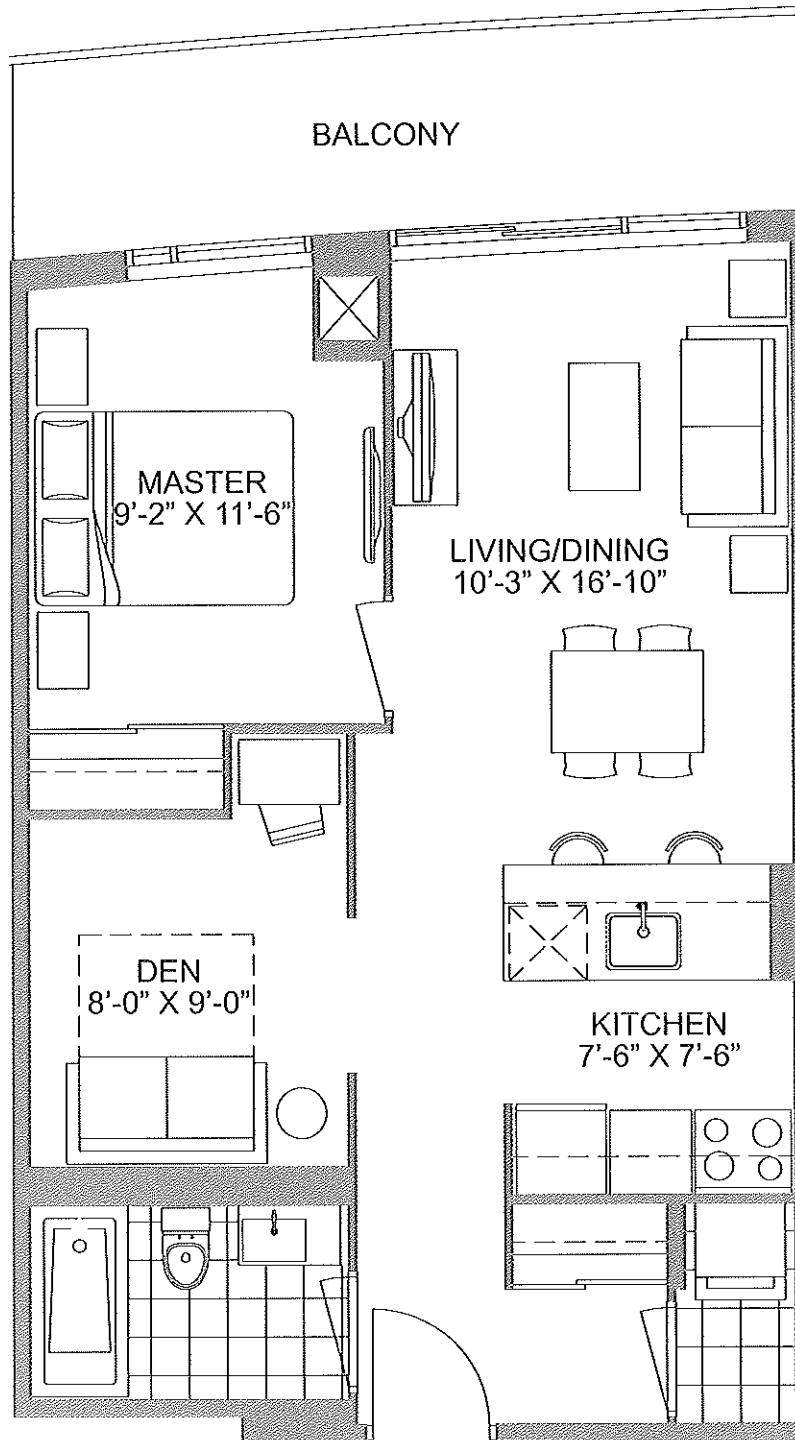 BALCONY
MASTER
9'-2” X 11'-6”
LIVING/DINING
10'-3” X 16'-10”
DEN
8'-0” X 9'-0”
KITCHEN
7'-6” X 7'-6”